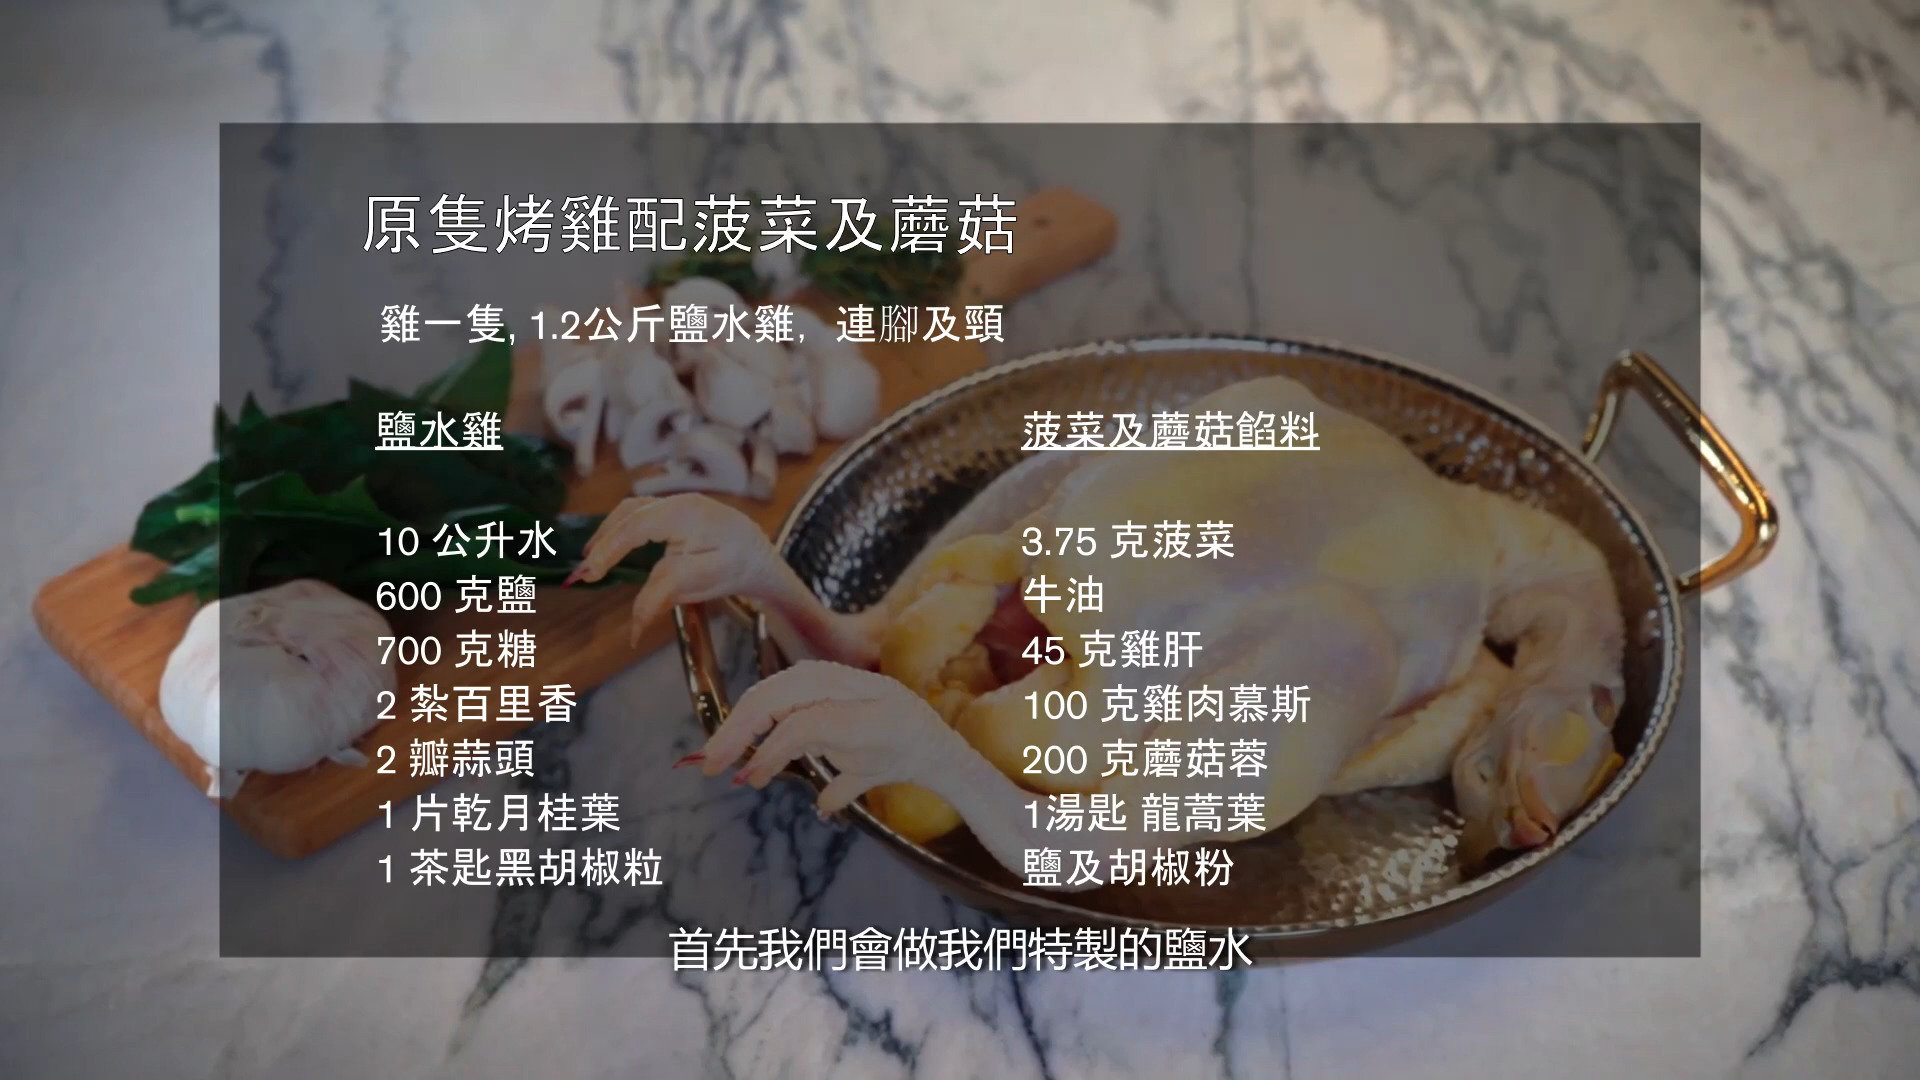 原隻烤雞配菠菜及蘑菇
雞一隻, 1.2公斤鹽水雞，連腳及頸
鹽水雞
10 公升水
600 克鹽
700 克糖
2 紮百里香
2 瓣蒜頭
1 片乾月桂葉
1 茶匙黑胡椒粒
菠菜及蘑菇餡料
3.75 克菠菜
牛油
45 克雞肝
100 克雞肉慕斯
200 克蘑菇蓉
1湯匙 龍蒿葉
鹽及胡椒粉
首先我們會做我們特製的鹽水